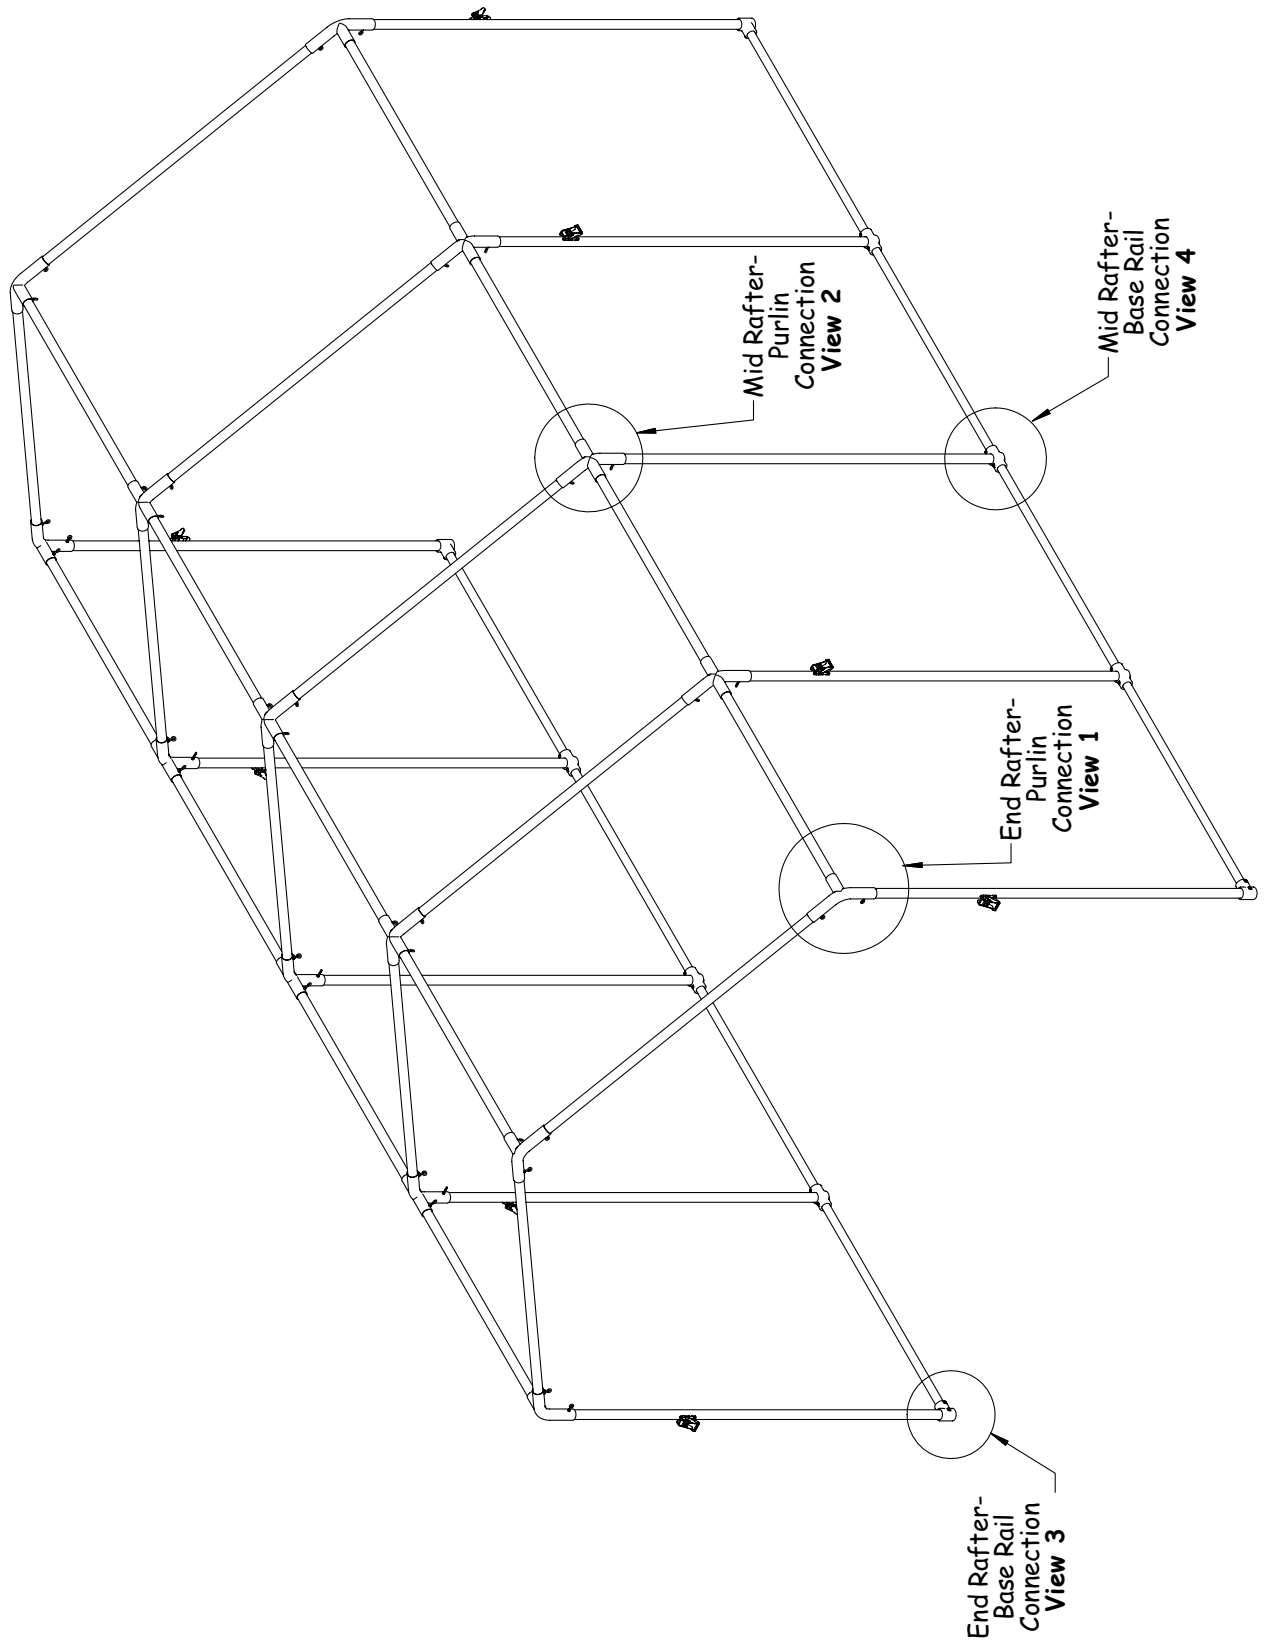 End Rafter-
Purlin
Connection
View 1
Mid Rafter-
Purlin
Connection
View 2
End Rafter-
Base Rail
Connection
View 3
Mid Rafter-
Base Rail
Connection
View 4